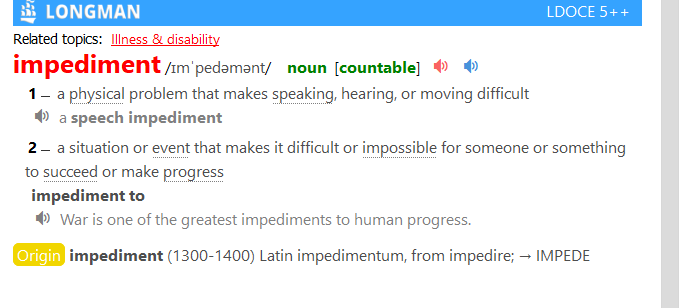 LONGMAN LDOCE 5++
Related topics: Illness & disability
impediment /ɪmˈpedəmənt/ noun [countable]
1 – a physical problem that makes speaking, hearing, or moving difficult
a speech impediment
2 – a situation or event that makes it difficult or impossible for someone or something
to succeed or make progress
impediment to
War is one of the greatest impediments to human progress.
Origin impediment (1300-1400) Latin impedimentum, from impedire; → IMPEDE